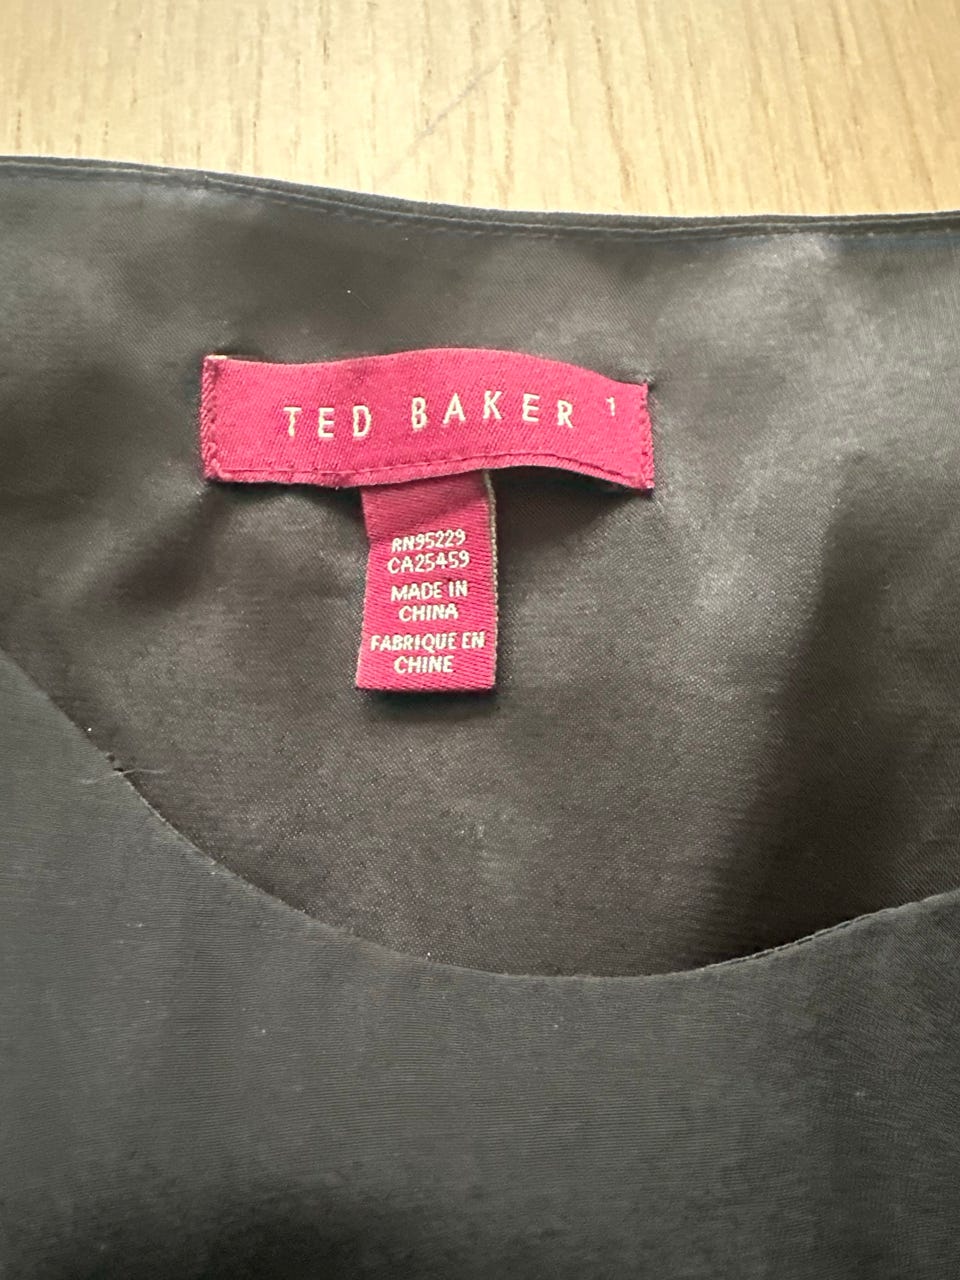 TED BAKER 1
RN95229
CA25459
MADE IN
CHINA
FABRIQUE EN
CHINE